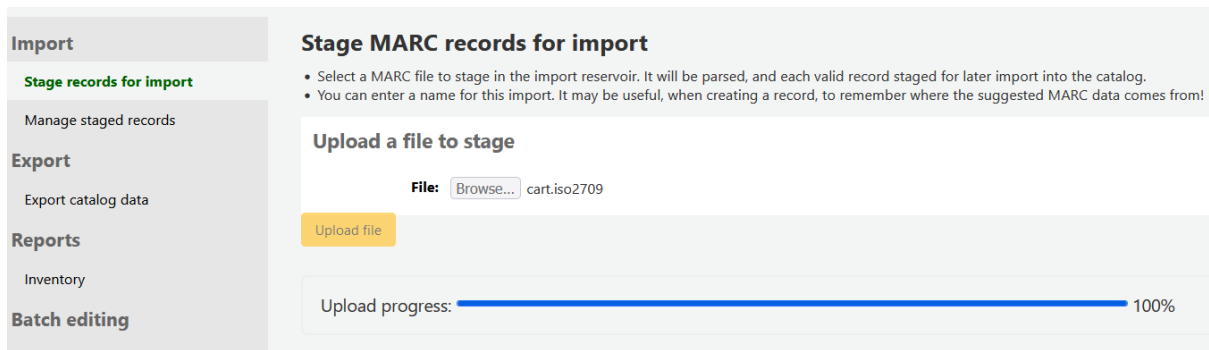 Import
Stage records for import
Manage staged records
Export
Export catalog data
Reports
Inventory
Batch editing
Stage MARC records for import
• Select a MARC file to stage in the import reservoir. It will be parsed, and each valid record staged for later import into the catalog.
• You can enter a name for this import. It may be useful, when creating a record, to remember where the suggested MARC data comes from!
Upload a file to stage
File: Browse... cart.iso2709
Upload file
Upload progress: 100%